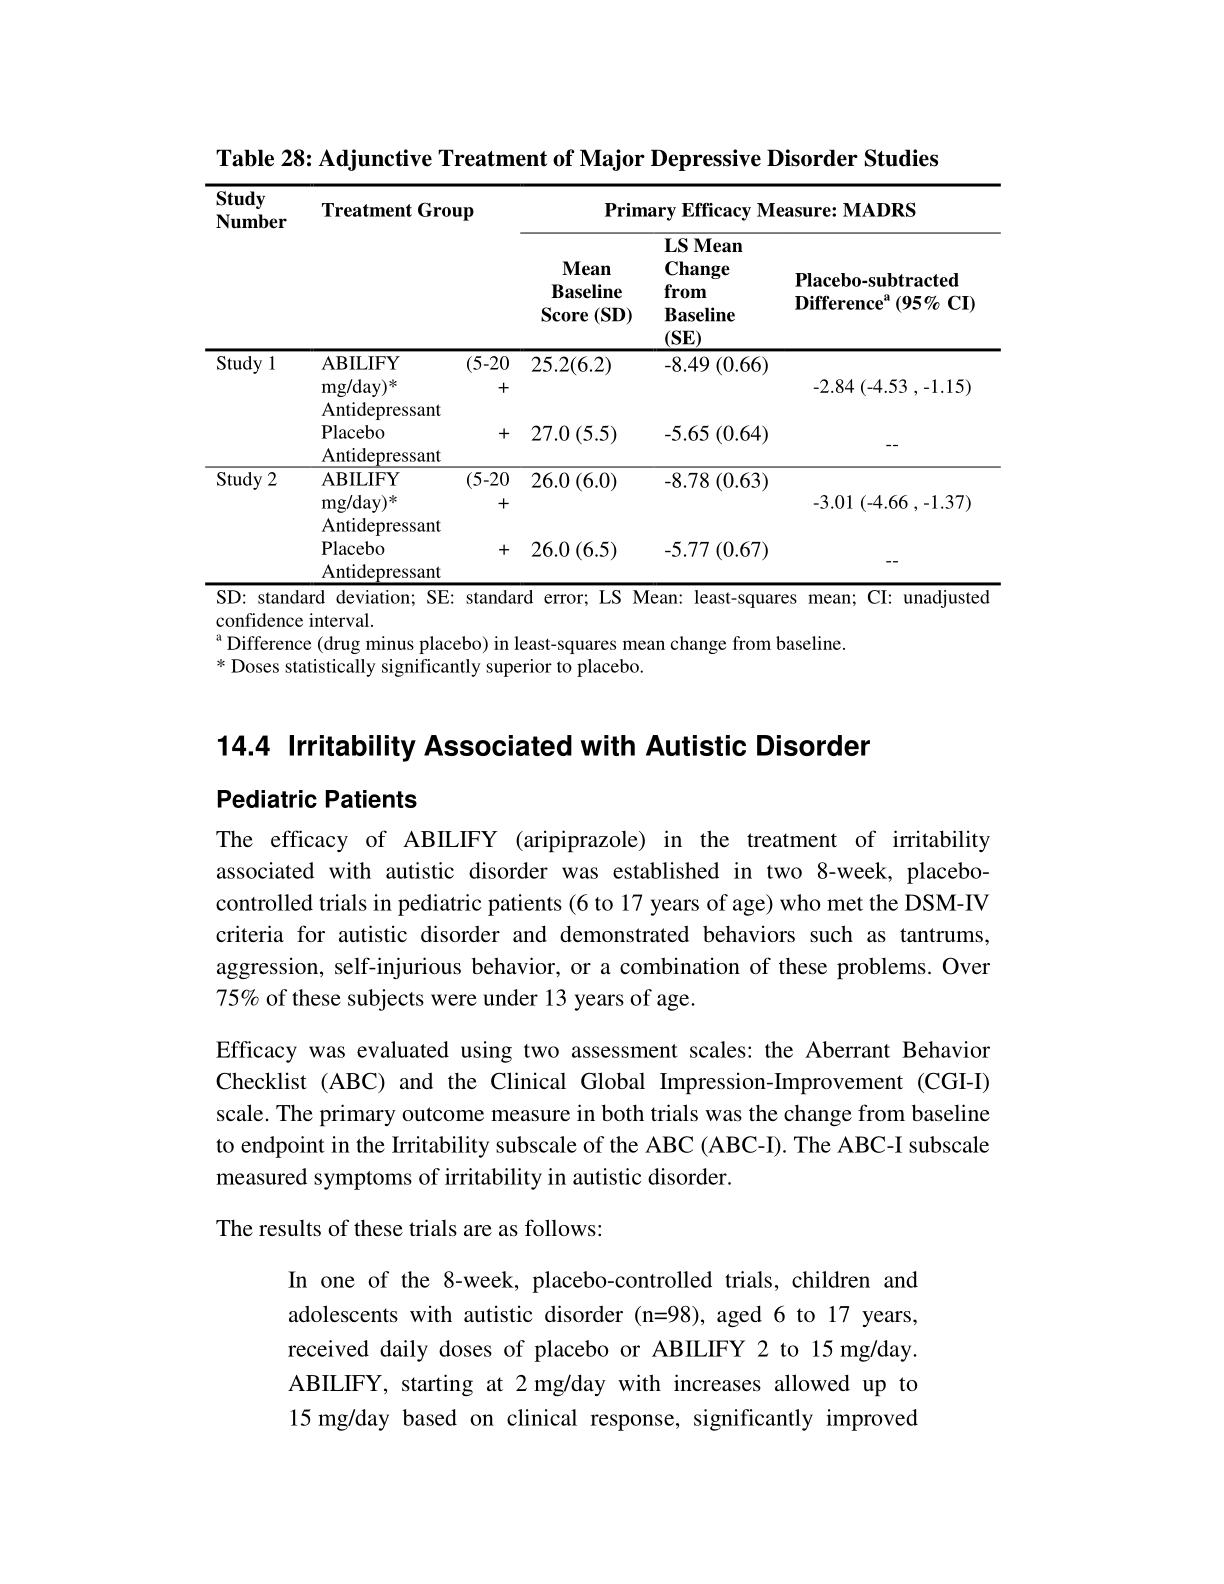 Table 28: Adjunctive Treatment of Major Depressive Disorder Studies
Study Number Treatment Group Primary Efficacy Measure: MADRS
Mean Baseline Score (SD) LS Mean Change from Baseline (SE) Placebo-subtracted Differenceᵃ (95% CI)
Study 1 ABILIFY (5-20 25.2(6.2) -8.49 (0.66)
mg/day)* + -2.84 (-4.53 , -1.15)
Antidepressant
Placebo + 27.0 (5.5) -5.65 (0.64) --
Antidepressant
Study 2 ABILIFY (5-20 26.0 (6.0) -8.78 (0.63)
mg/day)* + -3.01 (-4.66 , -1.37)
Antidepressant
Placebo + 26.0 (6.5) -5.77 (0.67) --
Antidepressant
SD: standard deviation; SE: standard error; LS Mean: least-squares mean; CI: unadjusted
confidence interval.
ᵃ Difference (drug minus placebo) in least-squares mean change from baseline.
* Doses statistically significantly superior to placebo.
14.4 Irritability Associated with Autistic Disorder
Pediatric Patients
The efficacy of ABILIFY (aripiprazole) in the treatment of irritability
associated with autistic disorder was established in two 8-week, placebo-
controlled trials in pediatric patients (6 to 17 years of age) who met the DSM-IV
criteria for autistic disorder and demonstrated behaviors such as tantrums,
aggression, self-injurious behavior, or a combination of these problems. Over
75% of these subjects were under 13 years of age.
Efficacy was evaluated using two assessment scales: the Aberrant Behavior
Checklist (ABC) and the Clinical Global Impression-Improvement (CGI-I)
scale. The primary outcome measure in both trials was the change from baseline
to endpoint in the Irritability subscale of the ABC (ABC-I). The ABC-I subscale
measured symptoms of irritability in autistic disorder.
The results of these trials are as follows:
In one of the 8-week, placebo-controlled trials, children and
adolescents with autistic disorder (n=98), aged 6 to 17 years,
received daily doses of placebo or ABILIFY 2 to 15 mg/day.
ABILIFY, starting at 2 mg/day with increases allowed up to
15 mg/day based on clinical response, significantly improved